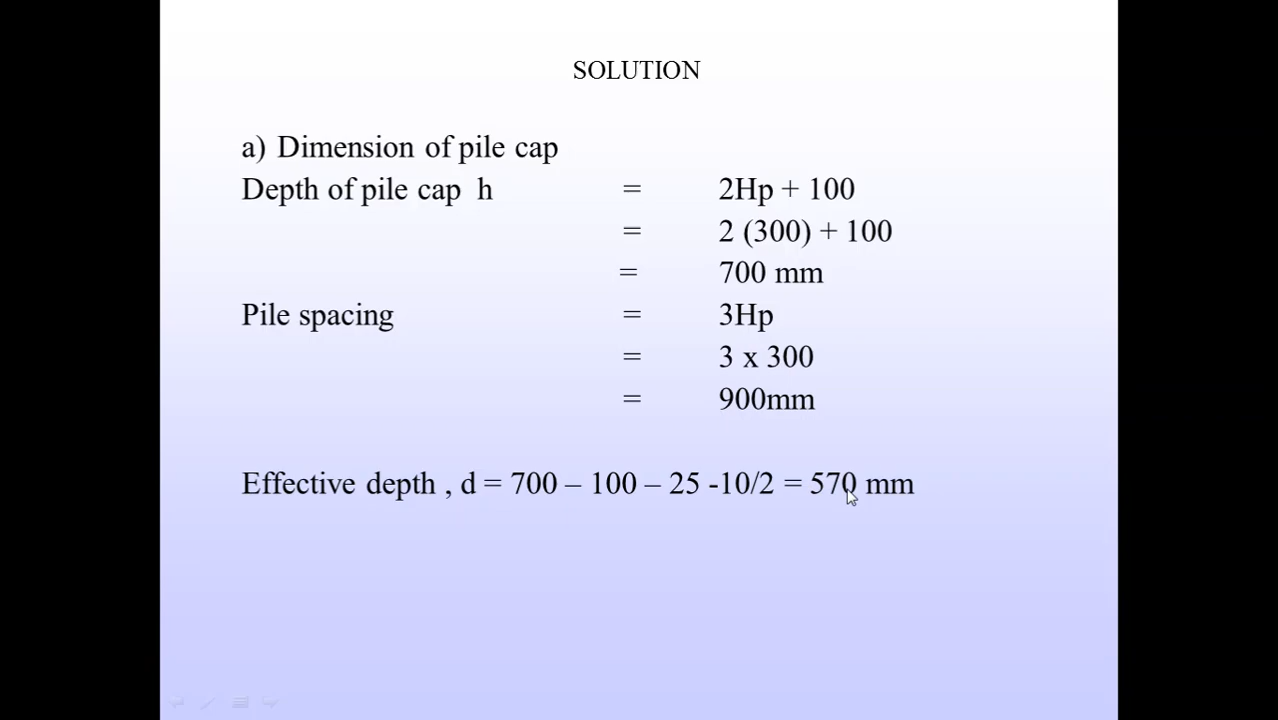 SOLUTION
a) Dimension of pile cap
Depth of pile cap h = 2Hp + 100
= 2 (300) + 100
= 700 mm
Pile spacing = 3Hp
= 3 x 300
= 900mm
Effective depth , d = 700 – 100 – 25 -10/2 = 570 mm